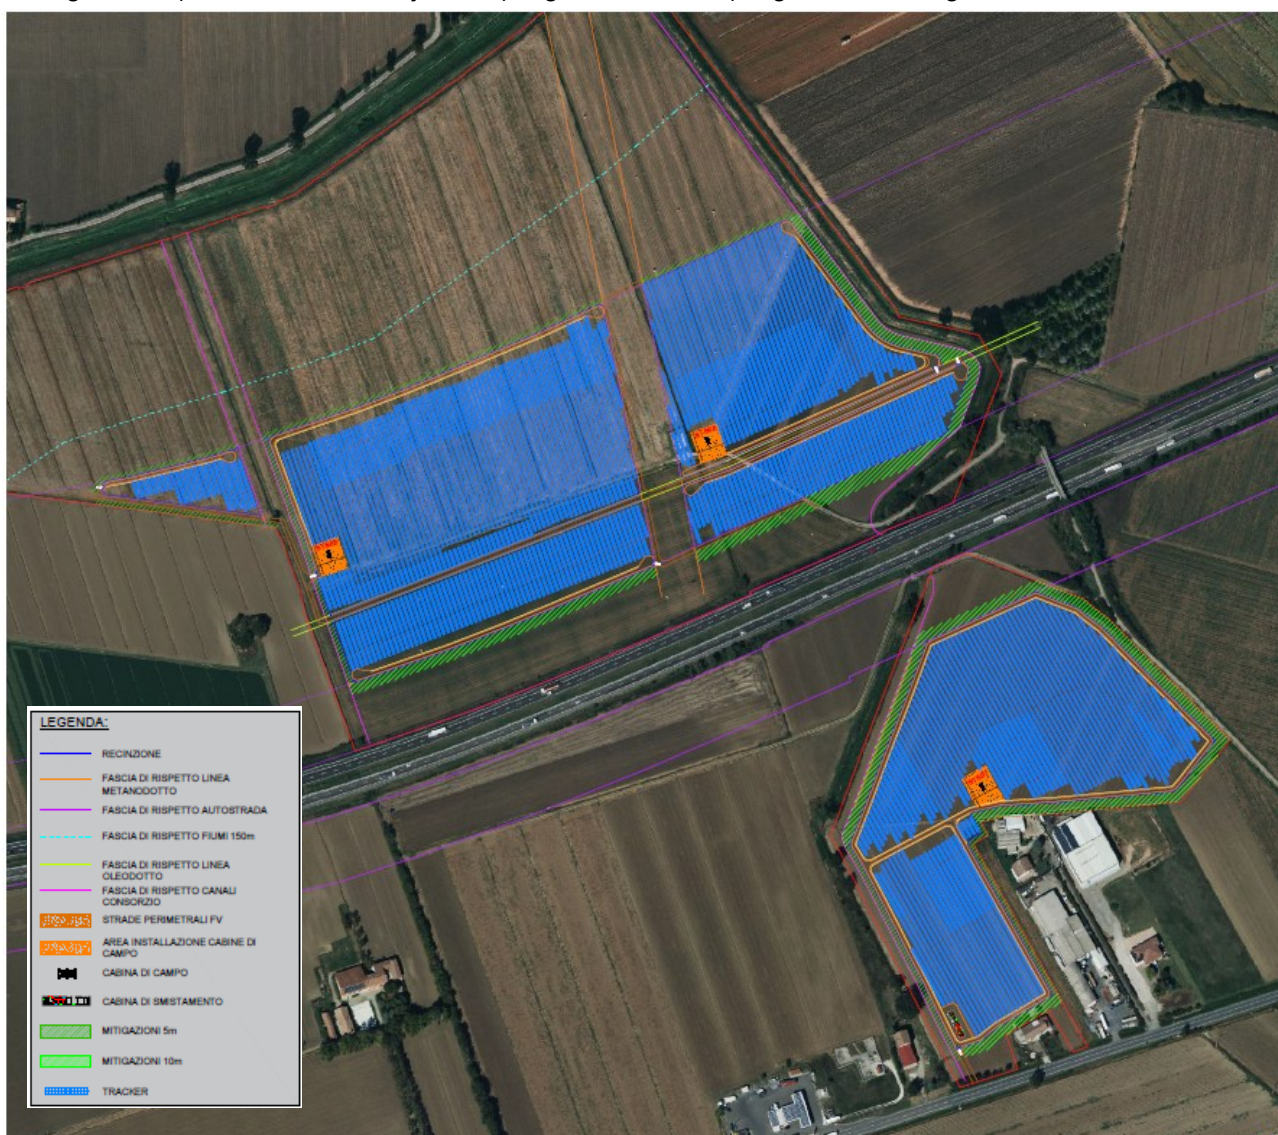 LEGENDA:
RECINZIONE
FASCIA DI RISPETTO LINEA
METANODOTTO
FASCIA DI RISPETTO AUTOSTRADA
FASCIA DI RISPETTO FIUMI 150m
FASCIA DI RISPETTO LINEA
OLEODOTTO
FASCIA DI RISPETTO CANALI
CONSORZIO
STRADE PERIMETRALI FV
AREA INSTALLAZIONE CABINE DI
CAMPO
CABINA DI CAMPO
CABINA DI SMISTAMENTO
MITIGAZIONI 5m
MITIGAZIONI 10m
TRACKER